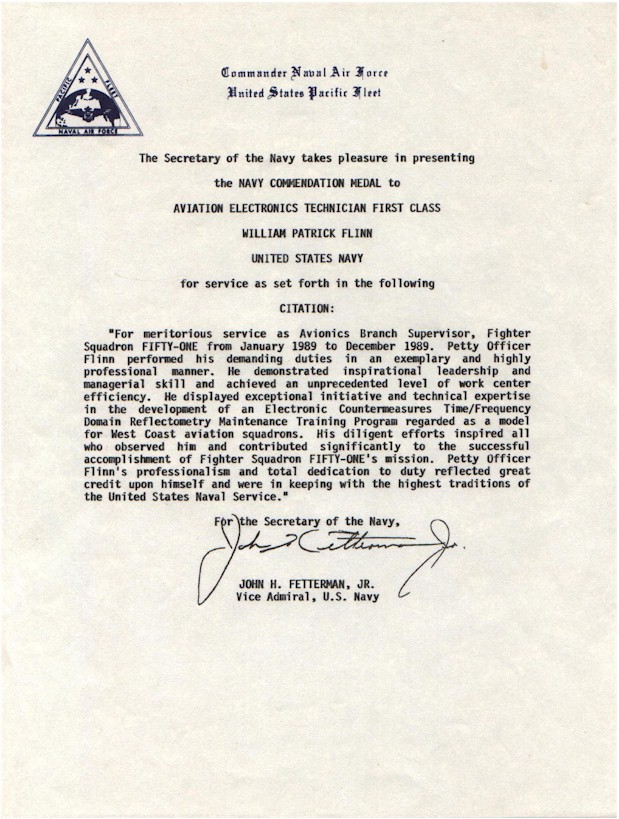 PACIFIC FLEET
NAVAL AIR FORCE
Commander Naval Air Force
United States Pacific Fleet
The Secretary of the Navy takes pleasure in presenting
the NAVY COMMENDATION MEDAL to
AVIATION ELECTRONICS TECHNICIAN FIRST CLASS
WILLIAM PATRICK FLINN
UNITED STATES NAVY
for service as set forth in the following
CITATION:
"For meritorious service as Avionics Branch Supervisor, Fighter
Squadron FIFTY-ONE from January 1989 to December 1989. Petty Officer
Flinn performed his demanding duties in an exemplary and highly
professional manner. He demonstrated inspirational leadership and
managerial skill and achieved an unprecedented level of work center
efficiency. He displayed exceptional initiative and technical expertise
in the development of an Electronic Countermeasures Time/Frequency
Domain Reflectometry Maintenance Training Program regarded as a model
for West Coast aviation squadrons. His diligent efforts inspired all
who observed him and contributed significantly to the successful
accomplishment of Fighter Squadron FIFTY-ONE's mission. Petty Officer
Flinn's professionalism and total dedication to duty reflected great
credit upon himself and were in keeping with the highest traditions of
the United States Naval Service."
For the Secretary of the Navy,
John H Fetterman Jr.
JOHN H. FETTERMAN, JR.
Vice Admiral, U.S. Navy